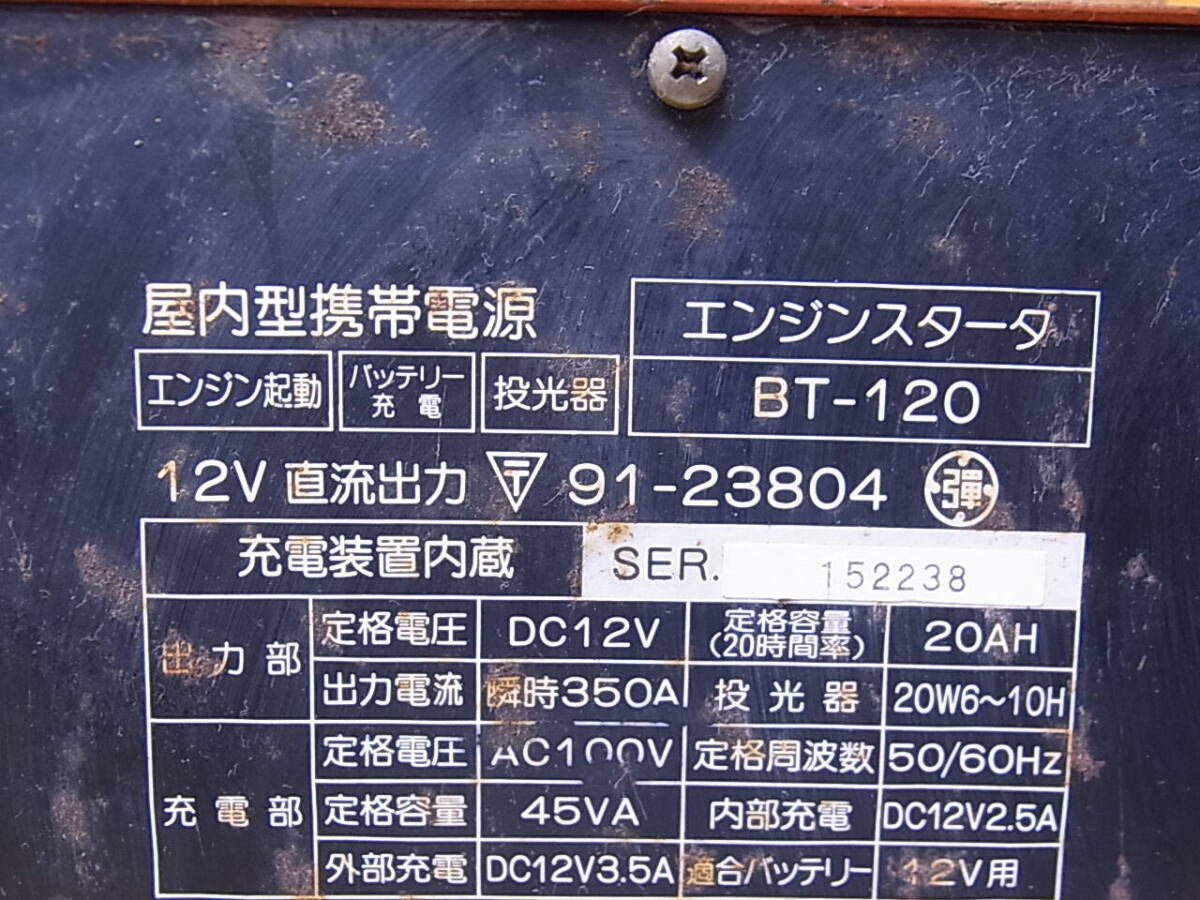 屋内型携帯電源
エンジンスタータ
エンジン起動 バッテリー充電 投光器
BT-120
12V 直流出力 〒 91-23804 彈
充電装置内蔵 SER. 152238
出力部 定格電圧 DC12V 定格容量(20時間率) 20AH
出力電流 瞬時350A 投光器 20W6〜10H
充電部 定格電圧 AC100V 定格周波数 50/60Hz
定格容量 45VA 内部充電 DC12V2.5A
外部充電 DC12V3.5A 適合バッテリー 12V用